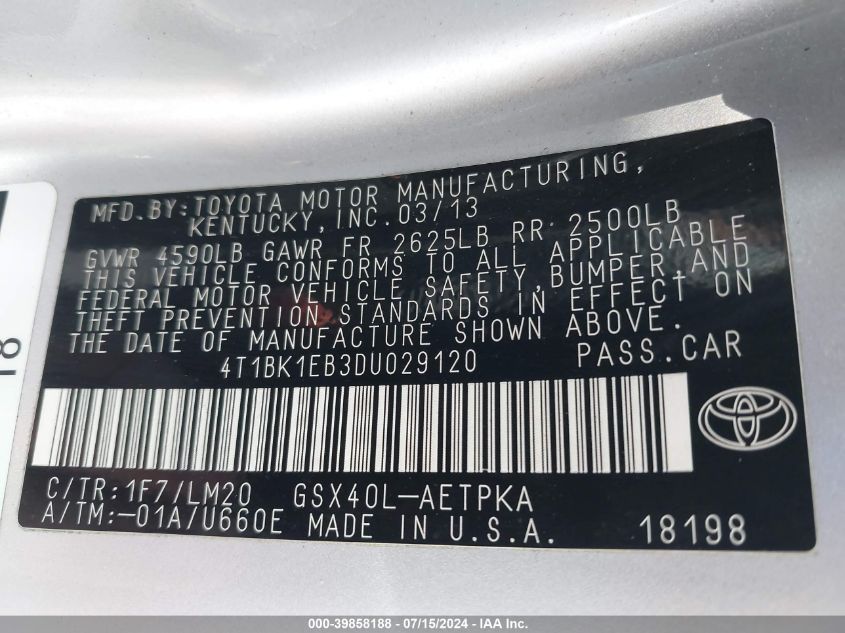 MFD.BY:TOYOTA MOTOR MANUFACTURING,
KENTUCKY,INC.03/13
GVWR 4590LB GAWR FR 2625LB RR 2500LB
THIS VEHICLE CONFORMS TO ALL APPLICABLE
FEDERAL MOTOR VEHICLE SAFETY,BUMPER,AND
THEFT PREVENTION STANDARDS IN EFFECT ON
THE DATE OF MANUFACTURE SHOWN ABOVE.
4T1BK1EB3DU029120 PASS.CAR
C/TR:1F7/LM20 GSX40L-AETPKA
A/TM:-01A/U660E MADE IN U.S.A. 18198
000-39858188 - 07/15/2024 - IAA Inc.